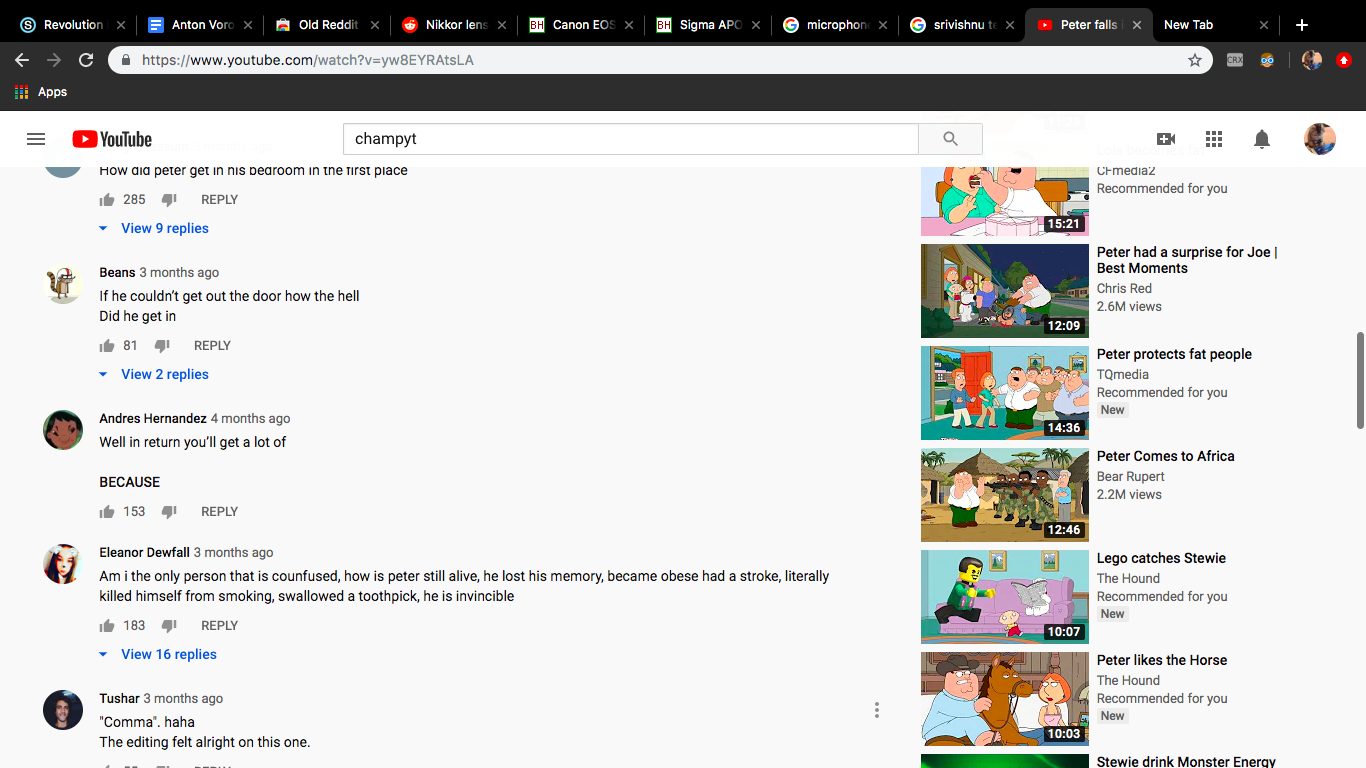 Revolution
Anton Voro
Old Reddit
Nikkor lens
BH
Canon EOS
BH
Sigma APO
microphone
srivishnu te
Peter falls i
New Tab
https://www.youtube.com/watch?v=yw8EYRAtsLA
CRX
Apps
YouTube
champyt
How did peter get in his bedroom in the first place
285 REPLY
View 9 replies
Beans 3 months ago
If he couldn’t get out the door how the hell
Did he get in
81 REPLY
View 2 replies
Andres Hernandez 4 months ago
Well in return you’ll get a lot of
BECAUSE
153 REPLY
Eleanor Dewfall 3 months ago
Am i the only person that is counfused, how is peter still alive, he lost his memory, became obese had a stroke, literally
killed himself from smoking, swallowed a toothpick, he is invincible
183 REPLY
View 16 replies
Tushar 3 months ago
"Comma". haha
The editing felt alright on this one.
CFmedia2
Recommended for you
15:21
Peter had a surprise for Joe |
Best Moments
Chris Red
2.6M views
12:09
Peter protects fat people
TQmedia
Recommended for you
New
14:36
Peter Comes to Africa
Bear Rupert
2.2M views
12:46
Lego catches Stewie
The Hound
Recommended for you
New
10:07
Peter likes the Horse
The Hound
Recommended for you
New
10:03
Stewie drink Monster Energy